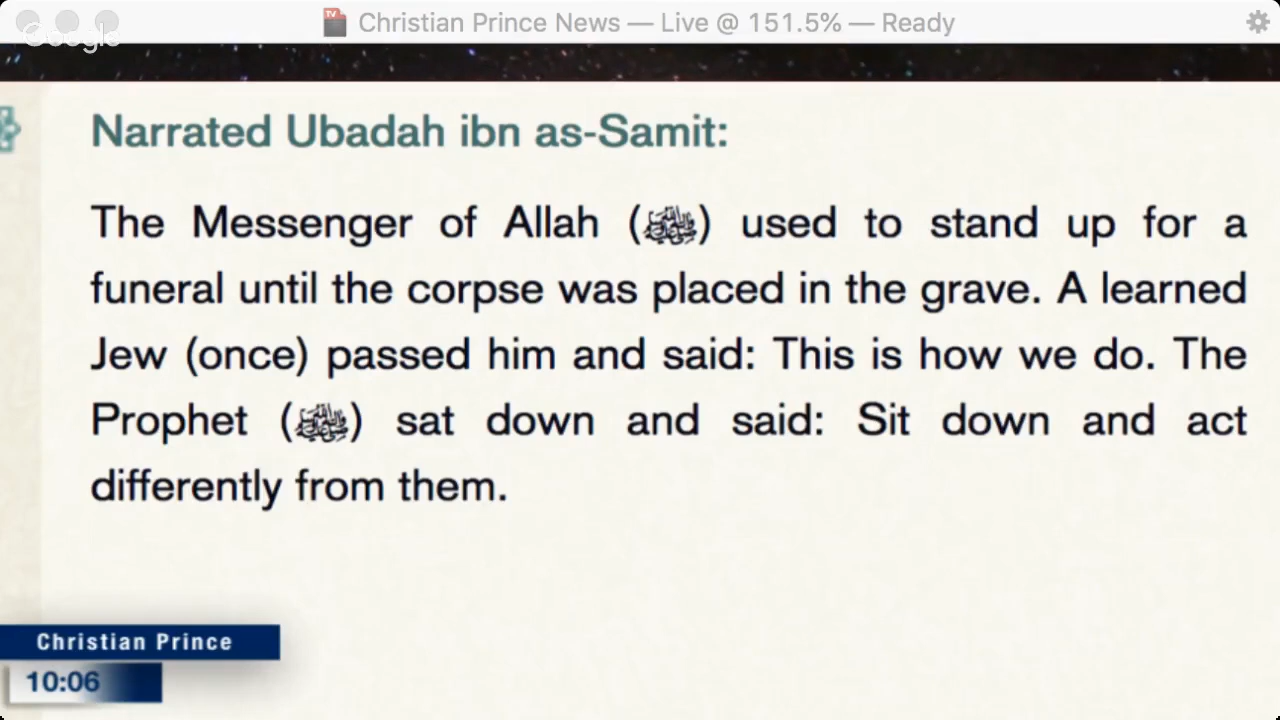 Christian Prince News — Live @ 151.5% — Ready
Google
Narrated Ubadah ibn as-Samit:
The Messenger of Allah (ﷺ) used to stand up for a
funeral until the corpse was placed in the grave. A learned
Jew (once) passed him and said: This is how we do. The
Prophet (ﷺ) sat down and said: Sit down and act
differently from them.
Christian Prince
10:06